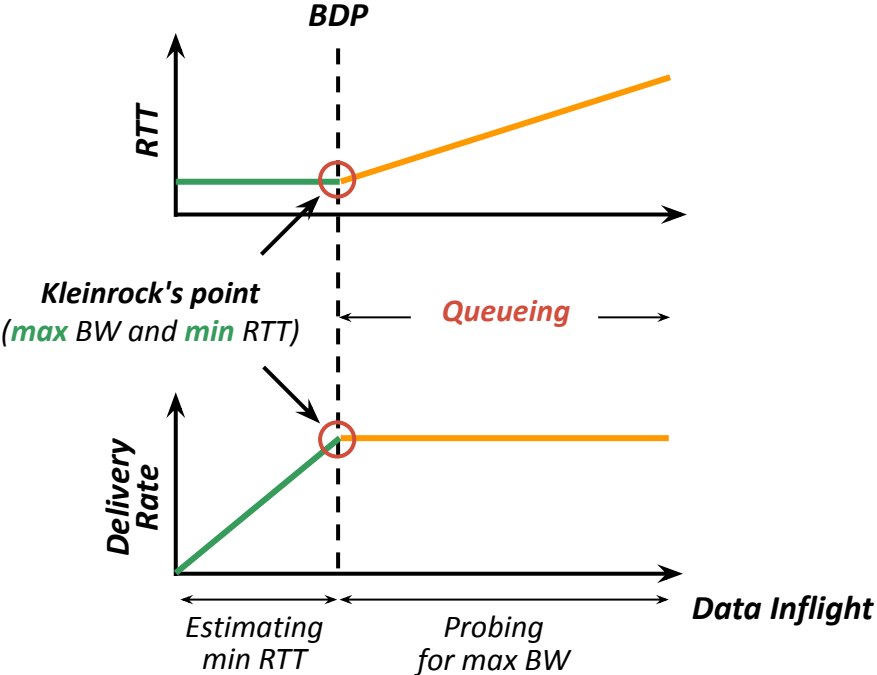 BDP
RTT
Kleinrock's point
(max BW and min RTT)
Queueing
Delivery
Rate
Data Inflight
Estimating
min RTT
Probing
for max BW